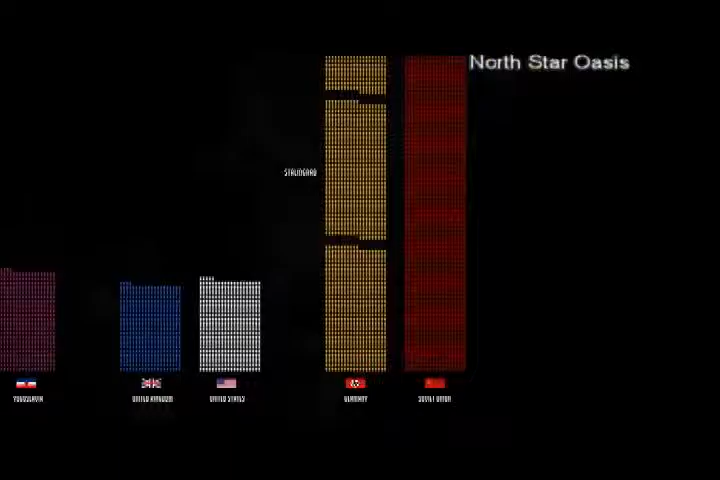 North Star Oasis
STALINGRAD
YUGOSLAVIA
UNITED KINGDOM
UNITED STATES
GERMANY
SOVIET UNION